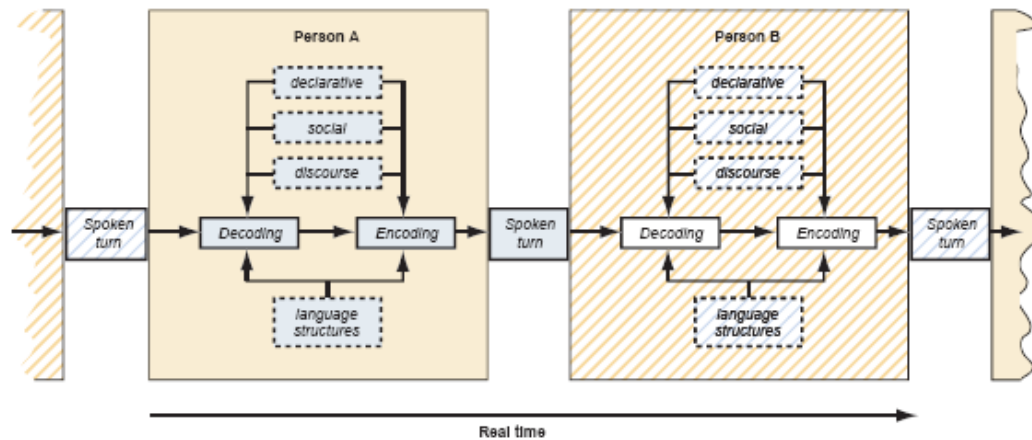 Person A
Person B
declarative
declarative
social
social
discourse
discourse
Spoken
turn
Decoding
Encoding
Spoken
turn
Decoding
Encoding
Spoken
turn
language
structures
language
structures
Real time